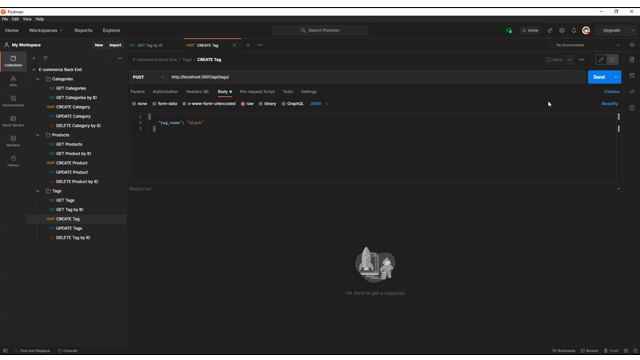 Postman
File Edit View Help
Home Workspaces Reports Explore Search Postman Invite Upgrade
My Workspace New Import GET Tag by ID POST CREATE Tag No Environment
Collections
APIs
Environments
Mock Servers
Monitors
History
E-commerce Back End
Categories
GET GET Categories
GET GET Categories by ID
POST CREATE Category
PUT UPDATE Category
DEL DELETE Category by ID
Products
GET GET Products
GET GET Product by ID
POST CREATE Product
PUT UPDATE Product
DEL DELETE Product by ID
Tags
GET GET Tags
GET GET Tag by ID
POST CREATE Tag
PUT UPDATE Tags
DEL DELETE Tag by ID
E-commerce Back End / Tags / CREATE Tag Save
POST http://localhost:3001/api/tags/ Send
Params Authorization Headers Body Pre-request Script Tests Settings Cookies
none form-data x-www-form-urlencoded raw binary GraphQL JSON Beautify
1 {
2 "tag_name": "black"
3 }
Response
Hit Send to get a response
Find and Replace Console Bootcamp Runner Trash